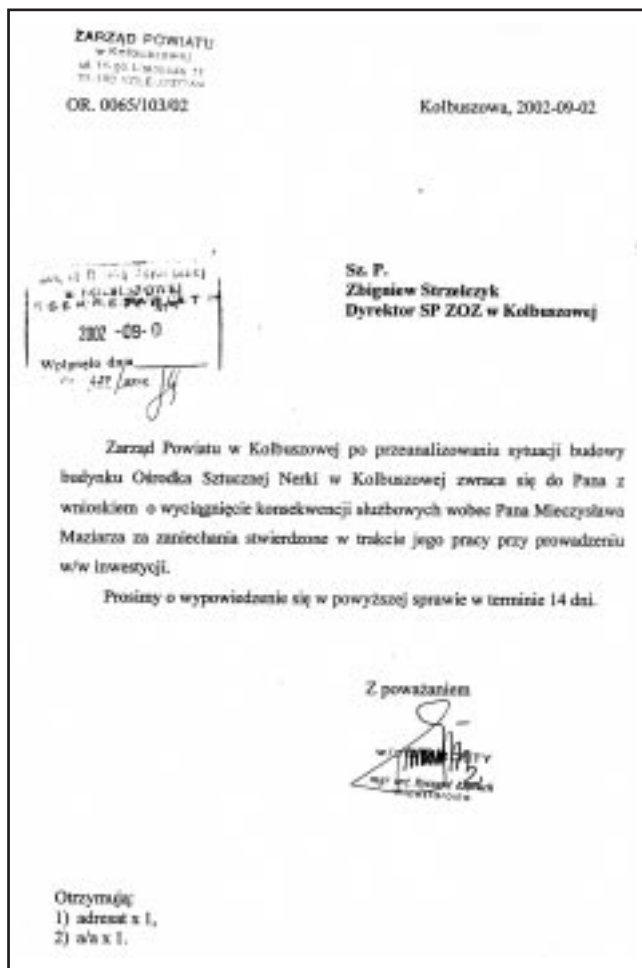 ZARZĄD POWIATU
w Kolbuszowej
OR. 0065/103/02
Kolbuszowa, 2002-09-02
Sz. P.
Zbigniew Strzelczyk
Dyrektor SP ZOZ w Kolbuszowej
SEKRETARIAT
2002 -09- 0
Wpłynęło dnia
Zarząd Powiatu w Kolbuszowej po przeanalizowaniu sytuacji budowy
budynku Ośrodka Sztucznej Nerki w Kolbuszowej zwraca się do Pana z
wnioskiem o wyciągnięcie konsekwencji służbowych wobec Pana Mieczysława
Maziarza za zaniechania stwierdzone w trakcie jego pracy przy prowadzeniu
w/w inwestycji.
Prosimy o wypowiedzenie się w powyższej sprawie w terminie 14 dni.
Z poważaniem
Otrzymują:
1) adresat x 1,
2) a/a x 1.